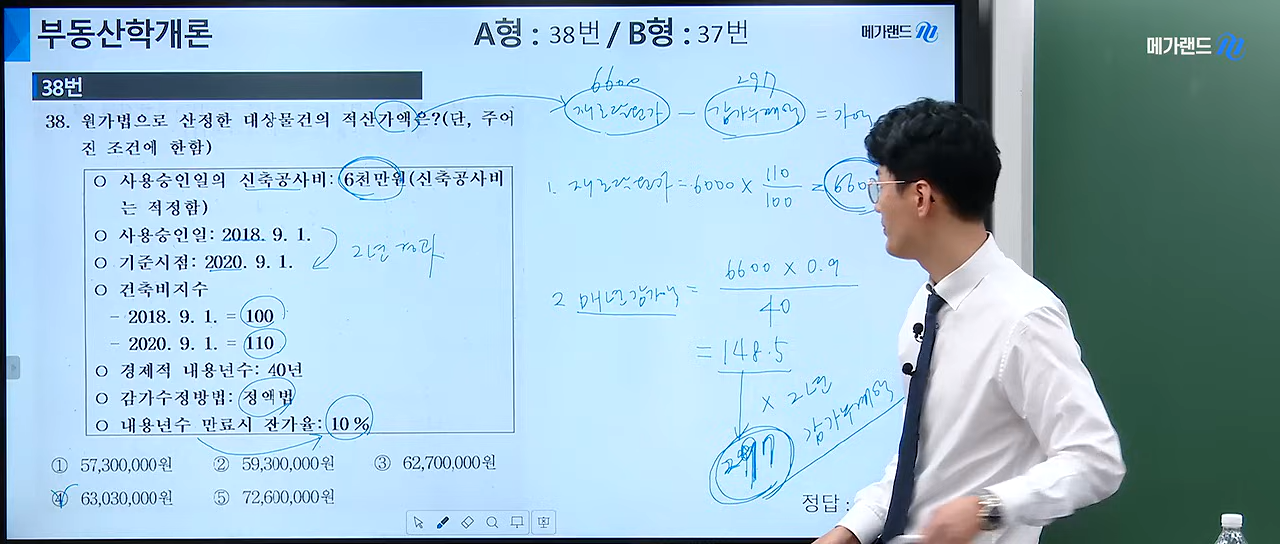 부동산학개론
A형 : 38번 / B형 : 37번
메가랜드
메가랜드
38번
38. 원가법으로 산정한 대상물건의 적산가액은?(단, 주어
진 조건에 한함)
○ 사용승인일의 신축공사비: 6천만원(신축공사비
는 적정함)
○ 사용승인일: 2018. 9. 1.
○ 기준시점: 2020. 9. 1.
2년 경과
○ 건축비지수
- 2018. 9. 1. = 100
- 2020. 9. 1. = 110
○ 경제적 내용년수: 40년
○ 감가수정방법: 정액법
○ 내용년수 만료시 잔가율: 10%
① 57,300,000원 ② 59,300,000원 ③ 62,700,000원
④ 63,030,000원 ⑤ 72,600,000원
6600 297
재조달원가 - 감가누계액 = 가액
1. 재조달원가 = 6000 × 110/100 = 6600
2. 매년감가액 = 6600 × 0.9 / 40
= 148.5
× 2년
297 감가누계액
정답 :